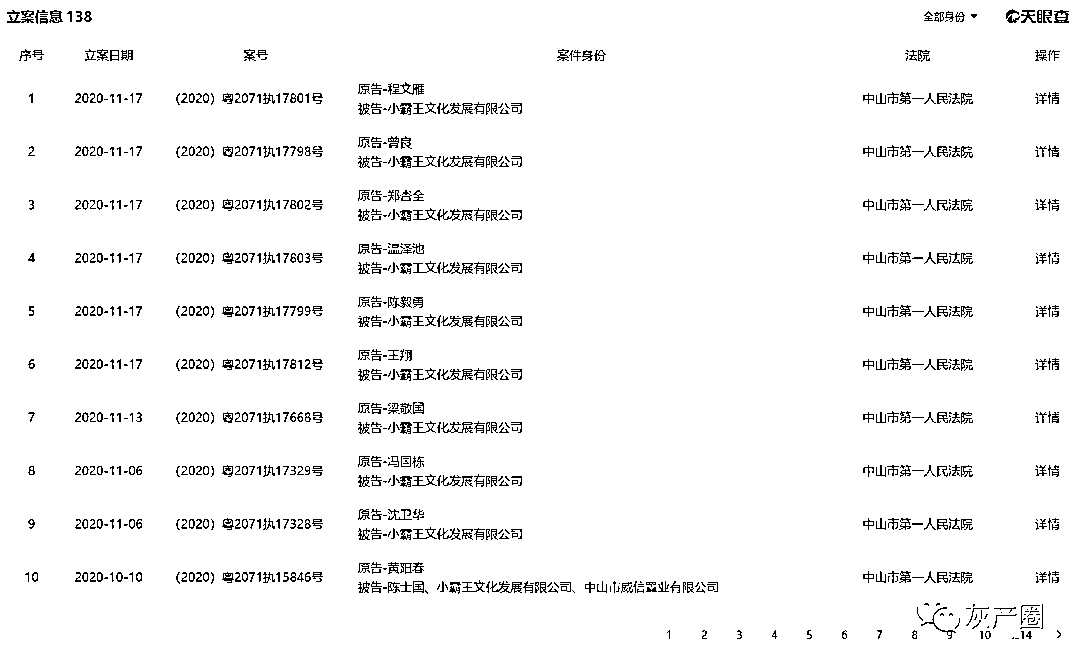 立案信息 138
全部身份
天眼查
序号 立案日期 案号 案件身份 法院 操作
1 2020-11-17 (2020) 粤2071执17801号 原告-程文雁 中山市第一人民法院 详情
被告-小霸王文化发展有限公司
2 2020-11-17 (2020) 粤2071执17798号 原告-曾良 中山市第一人民法院 详情
被告-小霸王文化发展有限公司
3 2020-11-17 (2020) 粤2071执17802号 原告-郑杏全 中山市第一人民法院 详情
被告-小霸王文化发展有限公司
4 2020-11-17 (2020) 粤2071执17803号 原告-温泽池 中山市第一人民法院 详情
被告-小霸王文化发展有限公司
5 2020-11-17 (2020) 粤2071执17799号 原告-陈毅勇 中山市第一人民法院 详情
被告-小霸王文化发展有限公司
6 2020-11-17 (2020) 粤2071执17812号 原告-王翔 中山市第一人民法院 详情
被告-小霸王文化发展有限公司
7 2020-11-13 (2020) 粤2071执17668号 原告-梁敬国 中山市第一人民法院 详情
被告-小霸王文化发展有限公司
8 2020-11-06 (2020) 粤2071执17329号 原告-冯国栋 中山市第一人民法院 详情
被告-小霸王文化发展有限公司
9 2020-11-06 (2020) 粤2071执17328号 原告-沈卫华 中山市第一人民法院 详情
被告-小霸王文化发展有限公司
10 2020-10-10 (2020) 粤2071执15846号 原告-黄阳春 中山市第一人民法院 详情
被告-陈士国、小霸王文化发展有限公司、中山市威信置业有限公司
灰产圈
1 2 3 4 5 6 7 8 9 10 ...14 >